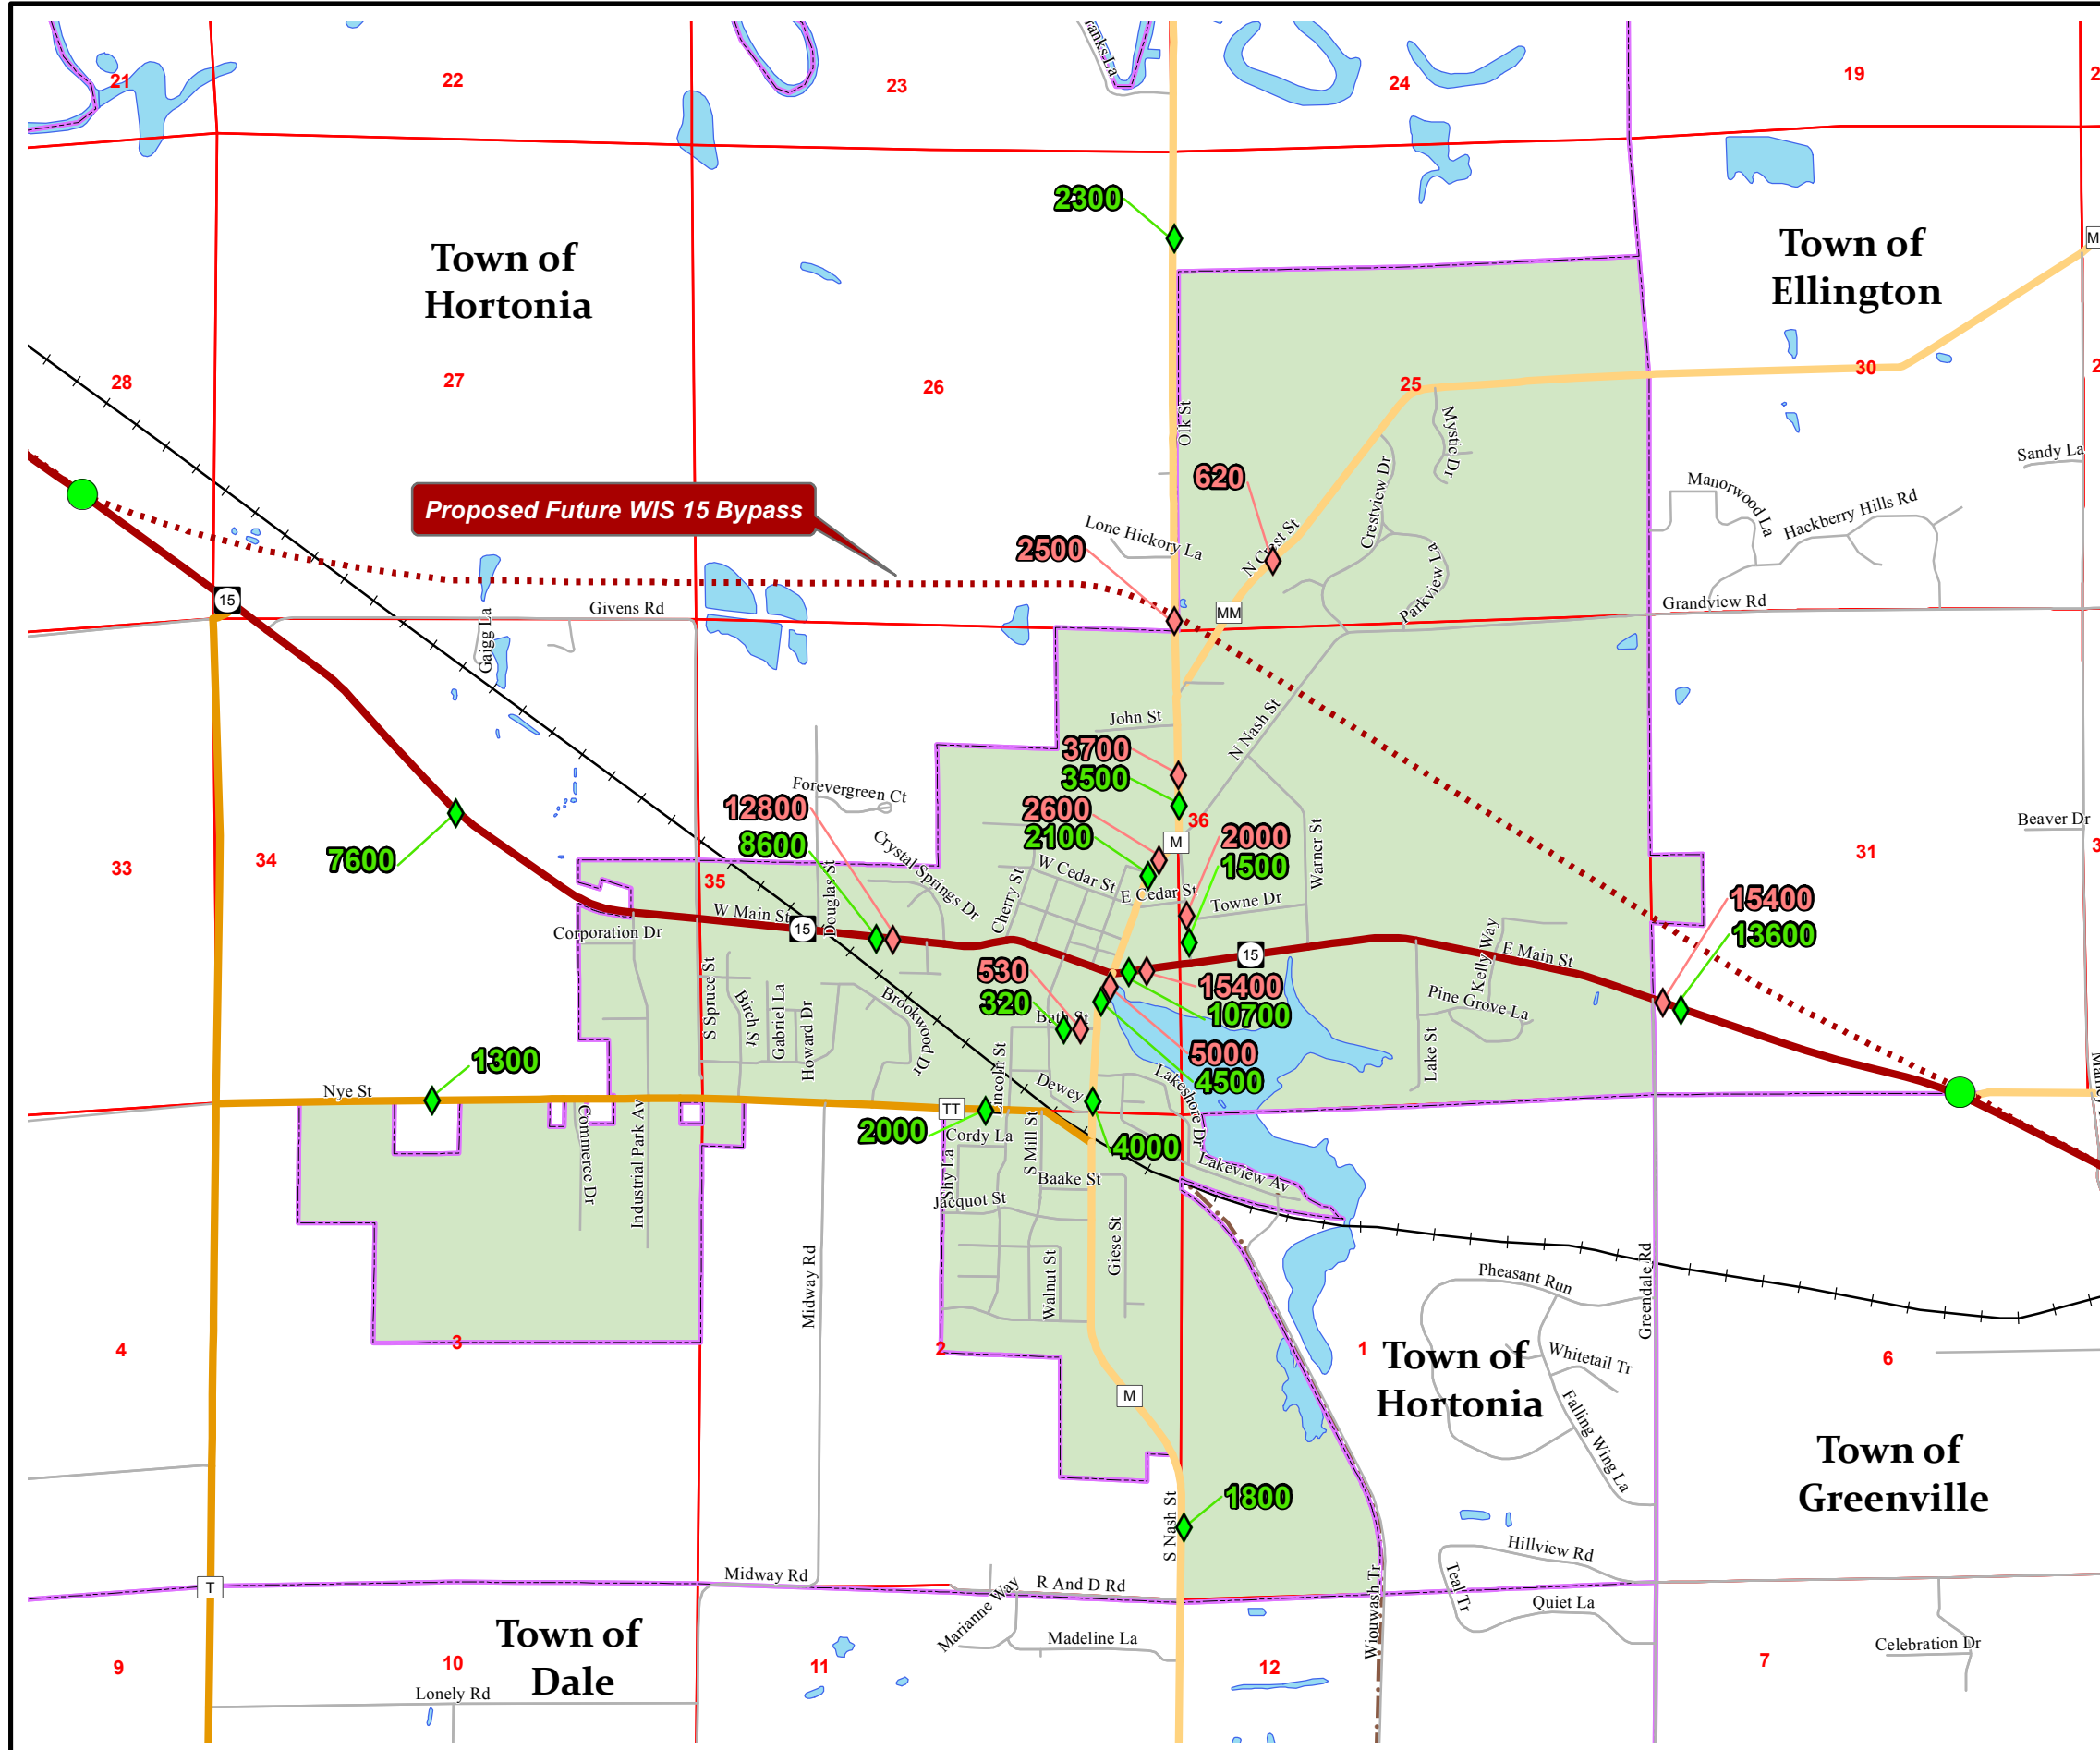 21
22
23
ranks La
24
19
2300
Town of
Hortonia
Town of
Ellington
M
28
27
26
Olk St
25
30
Mystic Dr
Sandy La
620
Crestview Dr
Manorwood La
Hackberry Hills Rd
Proposed Future WIS 15 Bypass
Lone Hickory La
2500
N Crest St
Parkview La
15
Givens Rd
Gaigg La
MM
Grandview Rd
John St
N Nash St
3700
3500
Forevergreen Ct
12800
8600
2600
2100
36
M
2000
1500
Warner St
Beaver Dr
7600
33
34
35
31
Crystal Springs Dr
Douglas St
Cherry St
W Cedar St
E Cedar St
Towne Dr
15400
13600
W Main St
15
Corporation Dr
15
E Main St
Kelly Way
530
320
15400
10700
S Spruce St
Birch St
Gabriel La
Howard Dr
Brookwood Dr
Bath St
Pine Grove La
Lake St
5000
4500
1300
Nye St
Lincoln St
Dewey
Lakeshore Dr
TT
2000
Cordy La
4000
Commerce Dr
Industrial Park Av
Shy La
S Mill St
Baake St
Lakeview Av
Jacquot St
Midway Rd
Walnut St
Giese St
Greendale Rd
Pheasant Run
4
3
2
1
Town of
Hortonia
Whitetail Tr
6
M
Falling Wing La
Town of
Greenville
1800
S Nash St
Hillview Rd
Teal Tr
T
Midway Rd
R And D Rd
Wiouwash Tr
Quiet La
Marianne Way
Madeline La
Celebration Dr
Town of
Dale
9
10
11
12
7
Lonely Rd